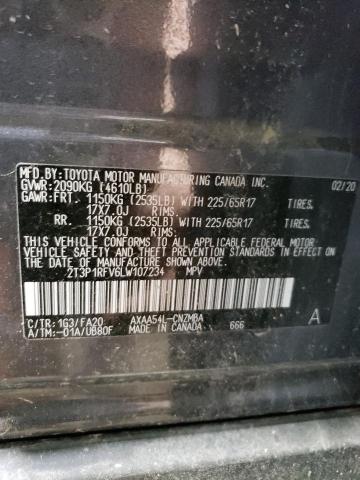 MFD.BY:TOYOTA MOTOR MANUFACTURING CANADA INC. 02/20
GVWR: 2090KG (4610LB)
GAWR:FRT. 1150KG (2535LB) WITH 225/65R17 TIRES,
17X7.0J RIMS.
RR. 1150KG (2535LB) WITH 225/65R17 TIRES,
17X7.0J RIMS.
THIS VEHICLE CONFORMS TO ALL APPLICABLE FEDERAL MOTOR
VEHICLE SAFETY AND THEFT PREVENTION STANDARDS IN
EFFECT ON THE DATE OF MANUFACTURE SHOWN ABOVE.
2T3P1RFV6LW107234 MPV
C/TR: 1G3/FA20 AXAA54L-CNZMBA A
A/TM:-01A/UB80F MADE IN CANADA 666